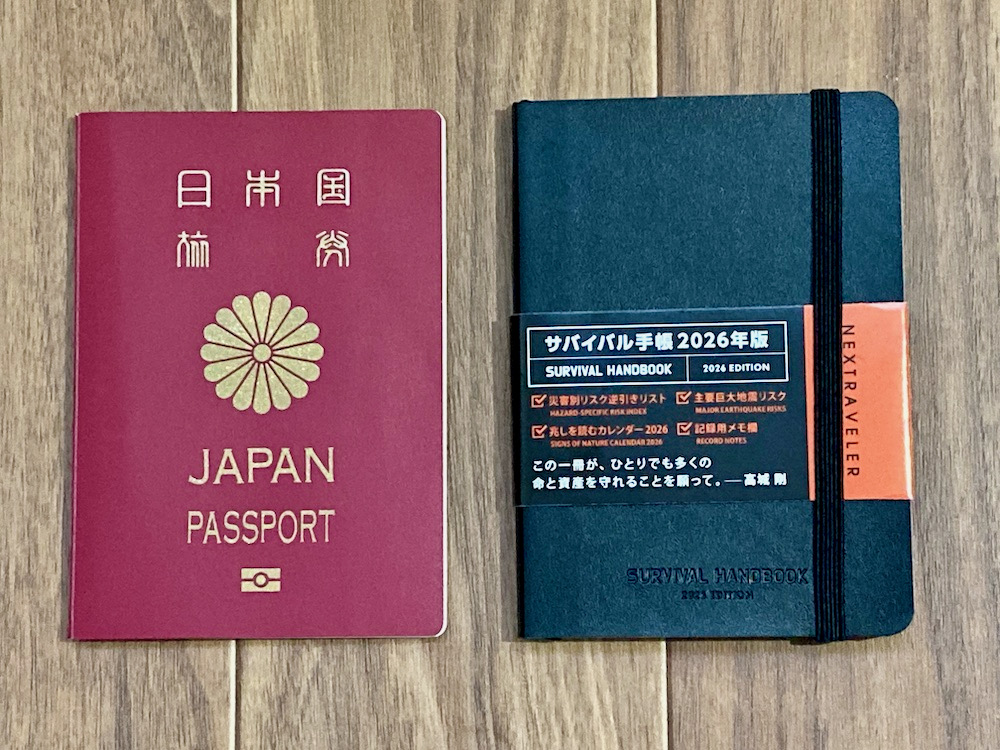 日本国
旅券
JAPAN
PASSPORT
サバイバル手帳2026年版
SURVIVAL HANDBOOK
2026 EDITION
災害別リスク逆引きリスト
HAZARD-SPECIFIC RISK INDEX
主要巨大地震リスク
MAJOR EARTHQUAKE RISKS
兆しを読むカレンダー2026
SIGNS OF NATURE CALENDAR 2026
記録用メモ欄
RECORD NOTES
この一冊が、ひとりでも多くの
命と資産を守れることを願って。──高城 剛
NEXTRAVELER
SURVIVAL HANDBOOK
EDITION